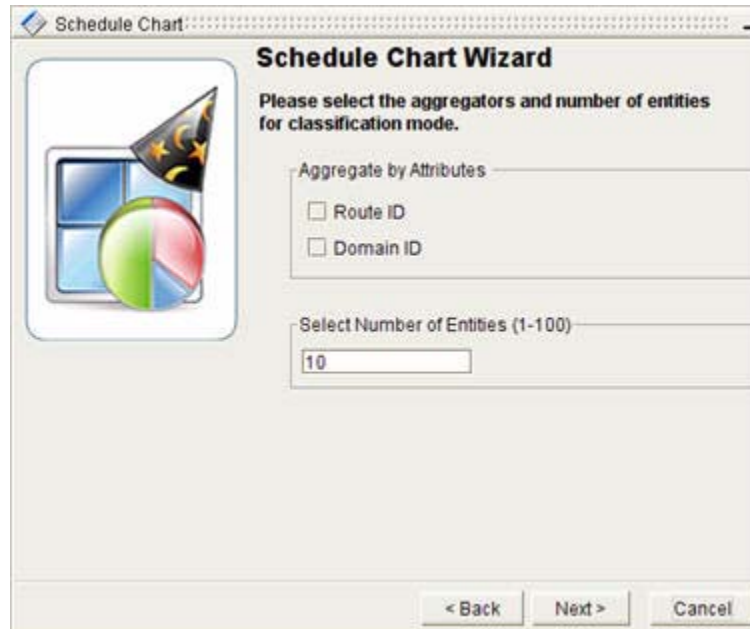 Schedule Chart
Schedule Chart Wizard
Please select the aggregators and number of entities
for classification mode.
Aggregate by Attributes
Route ID
Domain ID
Select Number of Entities (1-100)
10
< Back Next > Cancel